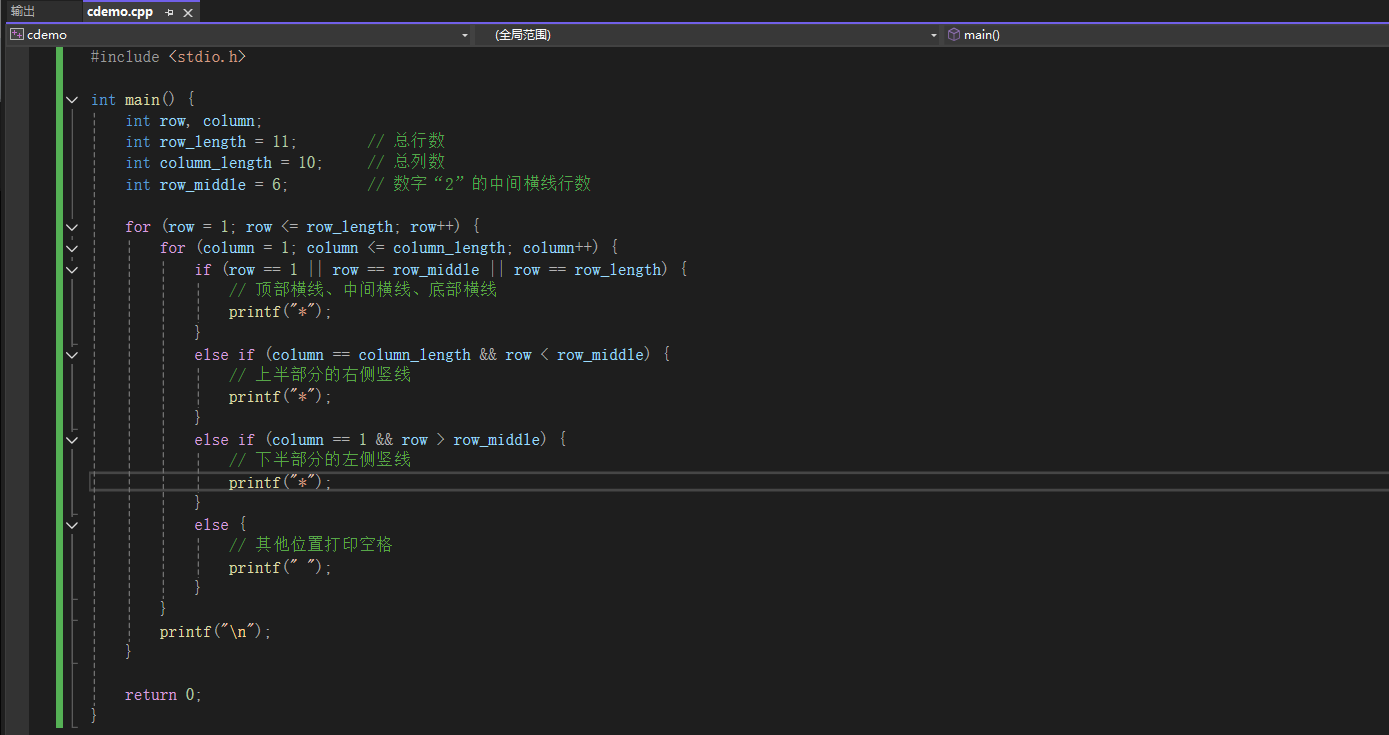 输出 cdemo.cpp
cdemo (全局范围) main()
#include <stdio.h>
int main() {
    int row, column;
    int row_length = 11;        // 总行数
    int column_length = 10;     // 总列数
    int row_middle = 6;         // 数字“2”的中间横线行数
    for (row = 1; row <= row_length; row++) {
        for (column = 1; column <= column_length; column++) {
            if (row == 1 || row == row_middle || row == row_length) {
                // 顶部横线、中间横线、底部横线
                printf("*");
            }
            else if (column == column_length && row < row_middle) {
                // 上半部分的右侧竖线
                printf("*");
            }
            else if (column == 1 && row > row_middle) {
                // 下半部分的左侧竖线
                printf("*");
            }
            else {
                // 其他位置打印空格
                printf(" ");
            }
        }
        printf("\n");
    }
    return 0;
}